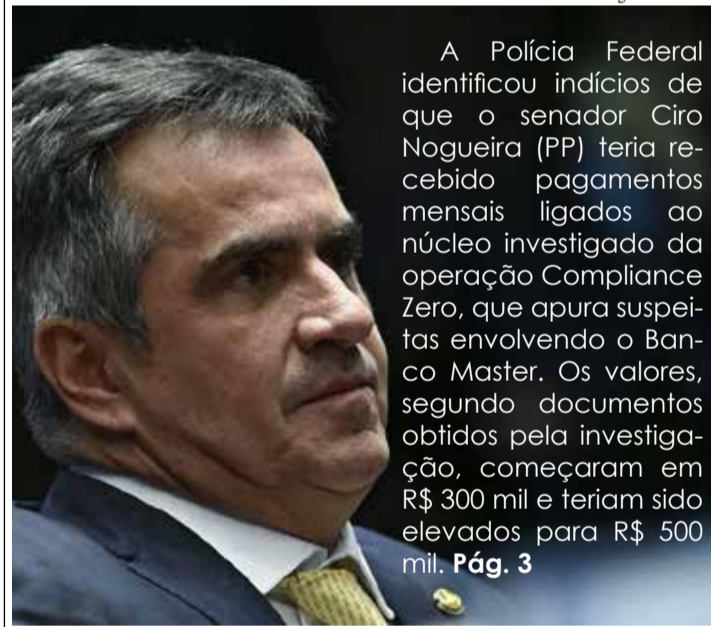 A Polícia Federal
identificou indícios de
que o senador Ciro
Nogueira (PP) teria re-
cebido pagamentos
mensais ligados ao
núcleo investigado da
operação Compliance
Zero, que apura suspei-
tas envolvendo o Ban-
co Master. Os valores,
segundo documentos
obtidos pela investiga-
ção, começaram em
R$ 300 mil e teriam sido
elevados para R$ 500
mil. Pág. 3